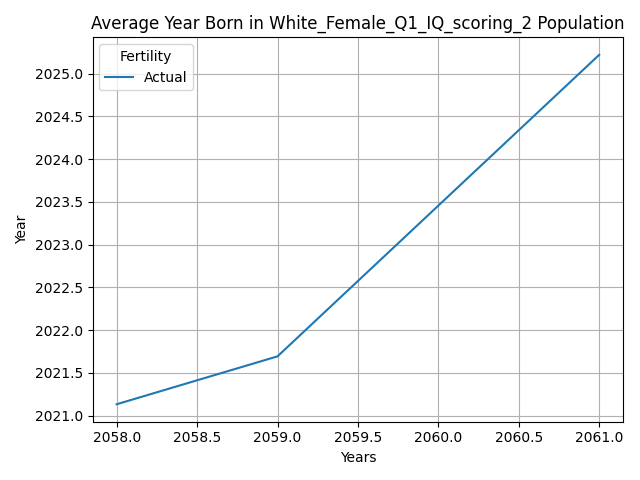 Average Year Born in White_Female_Q1_IQ_scoring_2 Population
Fertility
Actual
2025.0
2024.5
2024.0
2023.5
2023.0
2022.5
2022.0
2021.5
2021.0
Year
2058.0 2058.5 2059.0 2059.5 2060.0 2060.5 2061.0
Years